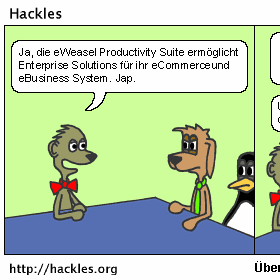 Hackles
Ja, die eWeasel Productivity Suite ermöglicht
Enterprise Solutions für ihr eCommerceund
eBusiness System. Jap.
http://hackles.org
Über